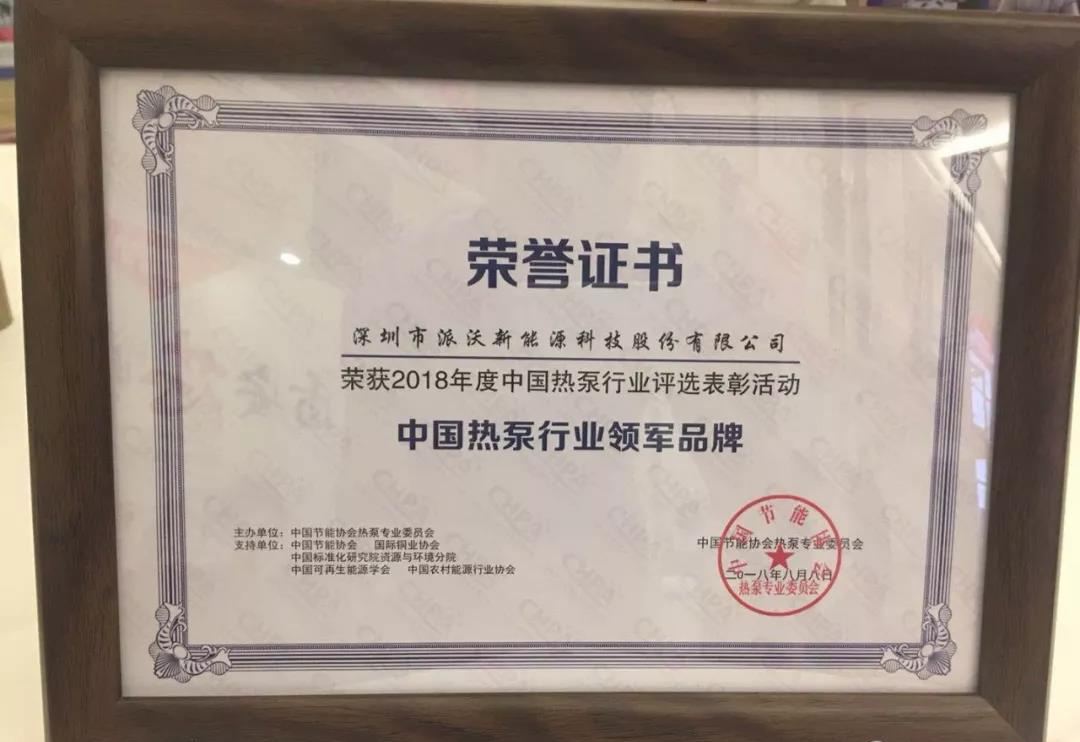 荣誉证书
深圳市派沃新能源科技股份有限公司
荣获2018年度中国热泵行业评选表彰活动
中国热泵行业领军品牌
主办单位：中国节能协会热泵专业委员会
支持单位：中国节能协会 国际铜业协会
中国标准化研究院资源与环境分院
中国可再生能源学会 中国农村能源行业协会
中国节能协会热泵专业委员会
二〇一八年八月八日
中国节能协会
热泵专业委员会
CHPA